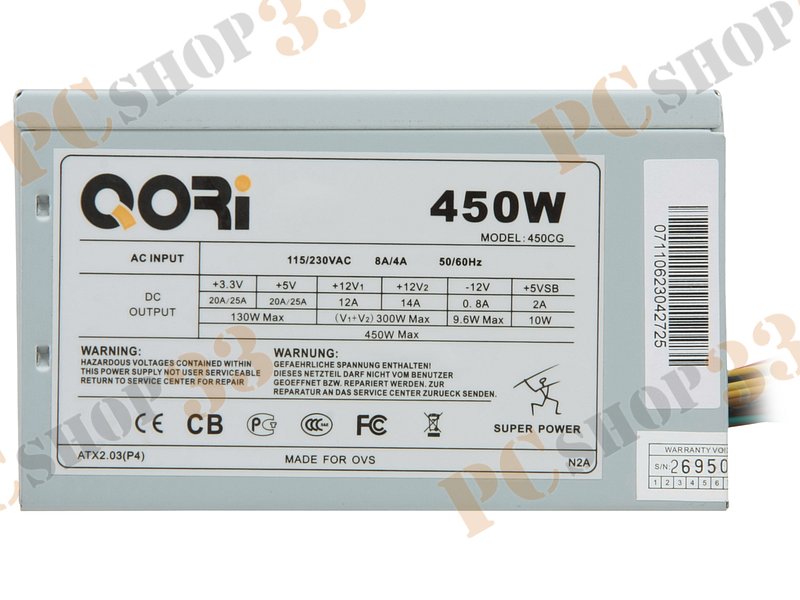 PCSHOP33
PCSHOP33
QORi
450W
MODEL: 450CG
AC INPUT 115/230VAC 8A/4A 50/60Hz
DC OUTPUT
+3.3V +5V +12V1 +12V2 -12V +5VSB
20A/25A 20A/25A 12A 14A 0.8A 2A
130W Max (V1+V2)300W Max 9.6W Max 10W
450W Max
WARNING:
HAZARDOUS VOLTAGES CONTAINED WITHIN
THIS POWER SUPPLY NOT USER SERVICEABLE
RETURN TO SERVICE CENTER FOR REPAIR
WARNUNG:
GEFAEHRLICHE SPANNUNG ENTHALTEN!
DIESES NETZTEIL DARF NICHT VOM BENUTZER
GEOEFFNET BZW. REPARIERT WERDEN. ZUR
REPARATUR AN DAS SERVICE CENTER ZURUECK SENDEN.
CE CB PC CCC FC
SUPER POWER
ATX2.03(P4)
MADE FOR OVS
N2A
07110623042725
WARRANTY VOI
S/N: 26950
1 2 3 4 5 6
PCSHOP33
PCSHOP33